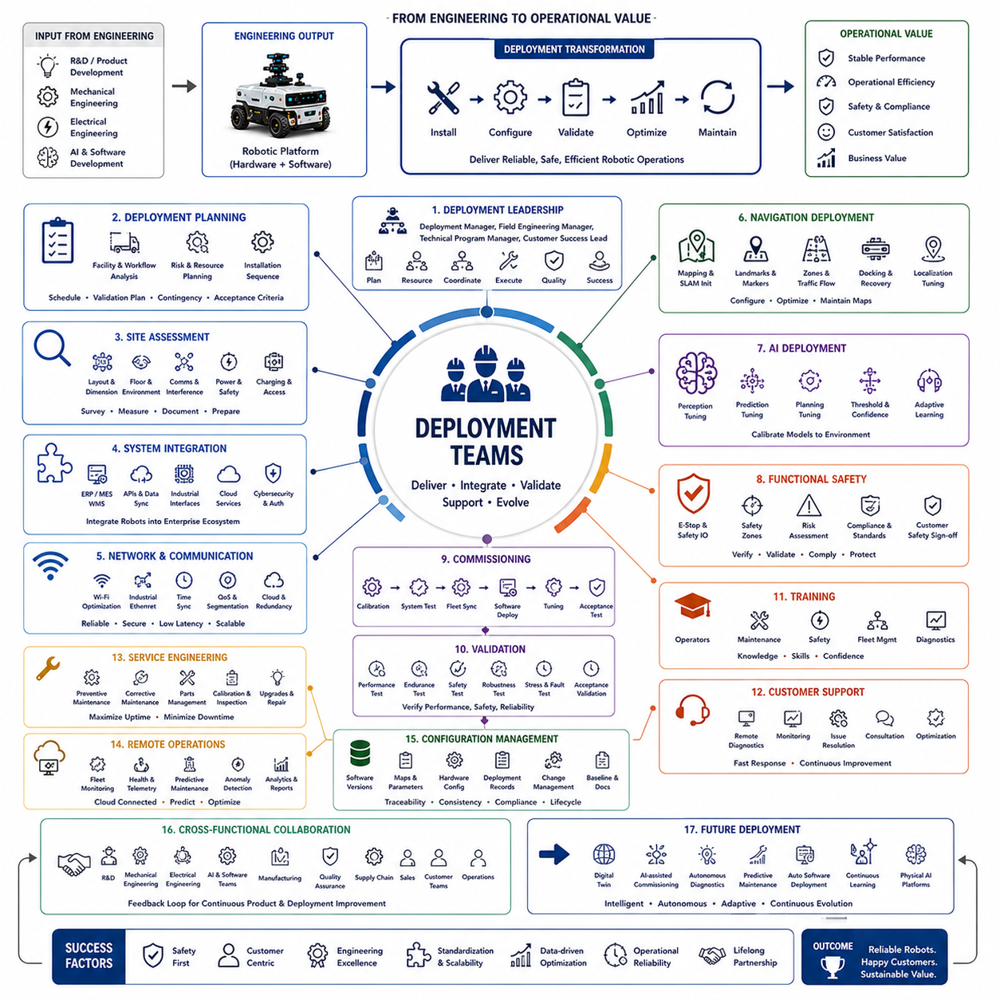 - FROM ENGINEERING TO OPERATIONAL VALUE -
INPUT FROM ENGINEERING
R&D / Product
Development
Mechanical
Engineering
Electrical
Engineering
AI & Software
Development
ENGINEERING OUTPUT
Robotic Platform
(Hardware + Software)
DEPLOYMENT TRANSFORMATION
Install
Configure
Validate
Optimize
Maintain
Deliver Reliable, Safe, Efficient Robotic Operations
OPERATIONAL VALUE
Stable Performance
Operational Efficiency
Safety & Compliance
Customer Satisfaction
Business Value
1. DEPLOYMENT LEADERSHIP
Deployment Manager, Field Engineering Manager,
Technical Program Manager, Customer Success Lead
Plan
Resource
Coordinate
Execute
Quality
Success
2. DEPLOYMENT PLANNING
Facility & Workflow
Analysis
Risk & Resource
Planning
Installation
Sequence
Schedule • Validation Plan • Contingency • Acceptance Criteria
3. SITE ASSESSMENT
Layout &
Dimension
Floor &
Environment
Comms &
Interference
Power &
Safety
Charging &
Access
Survey • Measure • Document • Prepare
4. SYSTEM INTEGRATION
ERP / MES
WMS
APIs & Data
Sync
Industrial
Interfaces
Cloud
Services
Cybersecurity
& Auth
Integrate Robots into Enterprise Ecosystem
5. NETWORK & COMMUNICATION
Wi-Fi
Optimization
Industrial
Ethenret
Time
Sync
QoS &
Segmentation
Cloud &
Redundancy
Reliable • Secure • Low Latency • Scalable
DEPLOYMENT
TEAMS
Deliver • Integrate • Validate
Support • Evolve
6. NAVIGATION DEPLOYMENT
Mapping &
SLAM Init
Landmarks &
Markers
Zones &
Traffic Flow
Docking &
Recovery
Localization
Tuning
Configure • Optimize • Maintain Maps
7. AI DEPLOYMENT
Perception
Tuning
Prediction
Tuning
Planning
Tuning
Threshold &
Confidence
Adaptive
Learning
Calibrate Models to Environment
8. FUNCTIONAL SAFETY
E-Stop &
Safety IO
Safety
Zones
Risk
Assessment
Compliance &
Standards
Customer
Safety Sign-off
Verify • Validate • Comply • Protect
9. COMMISSIONING
Calibration
System Test
Fleet Sync
Software
Deploy
Tuning
Acceptance
Test
10. VALIDATION
Performance
Test
Endurance
Test
Safety
Test
Robustness
Test
Stress & Fault
Test
Acceptance
Validation
Verify Performance, Safety, Reliability
11. TRAINING
Operators
Maintenance
Safety
Fleet Mgmt
Diagnostics
Knowledge • Skills • Confidence
12. CUSTOMER SUPPORT
Remote
Diagnostics
Monitoring
Issue
Resolution
Consultation
Optimization
Fast Response • Continuous Improvement
13. SERVICE ENGINEERING
Preventive
Maintenance
Corrective
Maintenance
Parts
Management
Calibration &
Inspection
Upgrades &
Repair
Maximize Uptime • Minimize Downtime
14. REMOTE OPERATIONS
Fleet
Monitoring
Health &
Telemetry
Predictive
Maintenance
Anomaly
Detection
Analytics &
Reports
Cloud Connected • Predict • Optimize
15. CONFIGURATION MANAGEMENT
Software
Versions
Maps &
Parameters
Hardware
Config
Deployment
Records
Change
Management
Baseline &
Docs
Traceability • Consistency • Compliance • Lifecycle
16. CROSS-FUNCTIONAL COLLABORATION
R&D
Mechanical
Engineering
Electrical
Engineering
AI & Software
Teams
Manufacturing
Quality
Assurance
Supply Chain
Sales
Customer
Teams
Operations
Feedback Loop for Continuous Product & Deployment Improvement
17. FUTURE DEPLOYMENT
Digital
Twin
AI-assisted
Commissioning
Autonomous
Diagnostics
Predictive
Maintenance
Auto Software
Deployment
Continuous
Learning
Physical AI
Platforms
Intelligent • Autonomous • Adaptive • Continuous Evolution
SUCCESS
FACTORS
Safety
First
Customer
Centric
Engineering
Excellence
Standardization
& Scalability
Data-driven
Optimization
Operational
Reliability
Lifelong
Partnership
OUTCOME
Reliable Robots.
Happy Customers.
Sustainable Value.